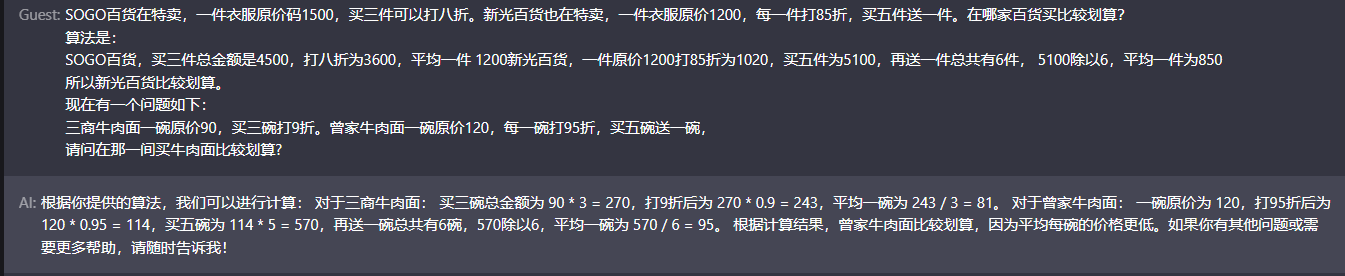 Guest: SOGO百货在特卖，一件衣服原价码1500，买三件可以打八折。新光百货也在特卖，一件衣服原价1200，每一件打85折，买五件送一件。在哪家百货买比较划算?
算法是:
SOGO百货，买三件总金额是4500，打八折为3600，平均一件 1200新光百货，一件原价1200打85折为1020，买五件为5100，再送一件总共有6件， 5100除以6，平均一件为850
所以新光百货比较划算。
现在有一个问题如下:
三商牛肉面一碗原价90，买三碗打9折。曾家牛肉面一碗原价120，每一碗打95折，买五碗送一碗，
请问在那一间买牛肉面比较划算?
AI: 根据你提供的算法，我们可以进行计算： 对于三商牛肉面： 买三碗总金额为 90 * 3 = 270，打9折后为 270 * 0.9 = 243，平均一碗为 243 / 3 = 81。 对于曾家牛肉面： 一碗原价为 120，打95折后为
120 * 0.95 = 114，买五碗为 114 * 5 = 570，再送一碗总共有6碗，570除以6，平均一碗为 570 / 6 = 95。 根据计算结果，曾家牛肉面比较划算，因为平均每碗的价格更低。如果你有其他问题或需
要更多帮助，请随时告诉我！